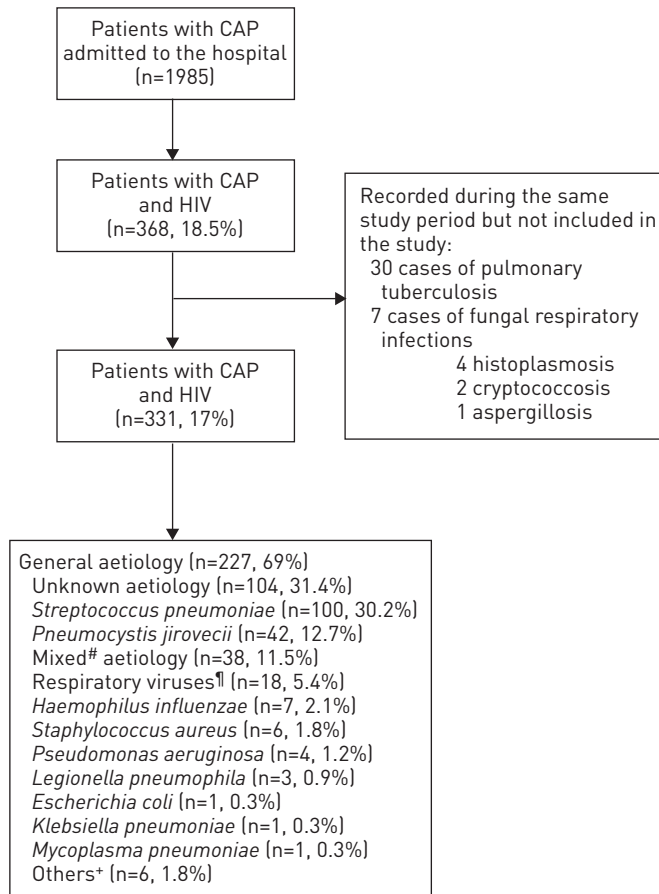 Patients with CAP
admitted to the hospital
(n=1985)
Patients with CAP
and HIV
(n=368, 18.5%)
Recorded during the same
study period but not included in
the study:
30 cases of pulmonary
tuberculosis
7 cases of fungal respiratory
infections
4 histoplasmosis
2 cryptococcosis
1 aspergillosis
Patients with CAP
and HIV
(n=331, 17%)
General aetiology (n=227, 69%)
Unknown aetiology (n=104, 31.4%)
Streptococcus pneumoniae (n=100, 30.2%)
Pneumocystis jirovecii (n=42, 12.7%)
Mixed# aetiology (n=38, 11.5%)
Respiratory viruses¶ (n=18, 5.4%)
Haemophilus influenzae (n=7, 2.1%)
Staphylococcus aureus (n=6, 1.8%)
Pseudomonas aeruginosa (n=4, 1.2%)
Legionella pneumophila (n=3, 0.9%)
Escherichia coli (n=1, 0.3%)
Klebsiella pneumoniae (n=1, 0.3%)
Mycoplasma pneumoniae (n=1, 0.3%)
Others+ (n=6, 1.8%)